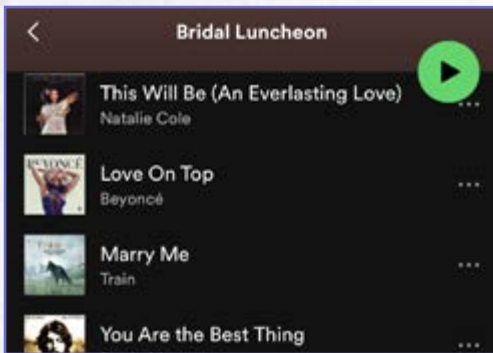 Bridal Luncheon
This Will Be (An Everlasting Love)
Natalie Cole
BEYONCÉ
Love On Top
Beyoncé
Marry Me
Train
You Are the Best Thing